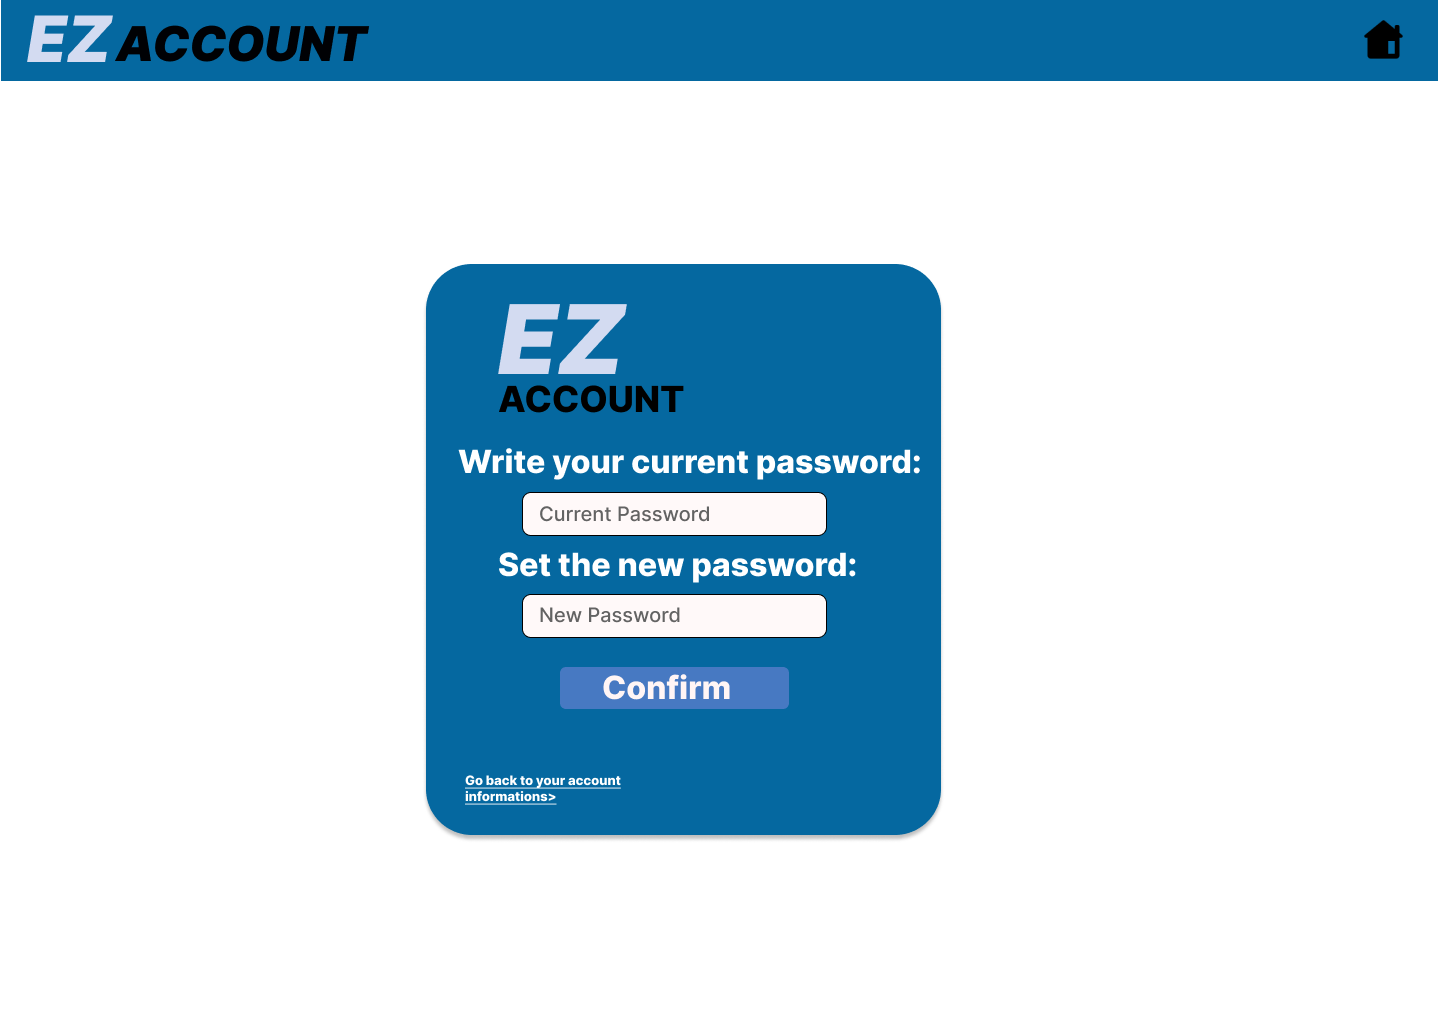 EZ ACCOUNT
EZ
ACCOUNT
Write your current password:
Current Password
Set the new password:
New Password
Confirm
Go back to your account
informations>